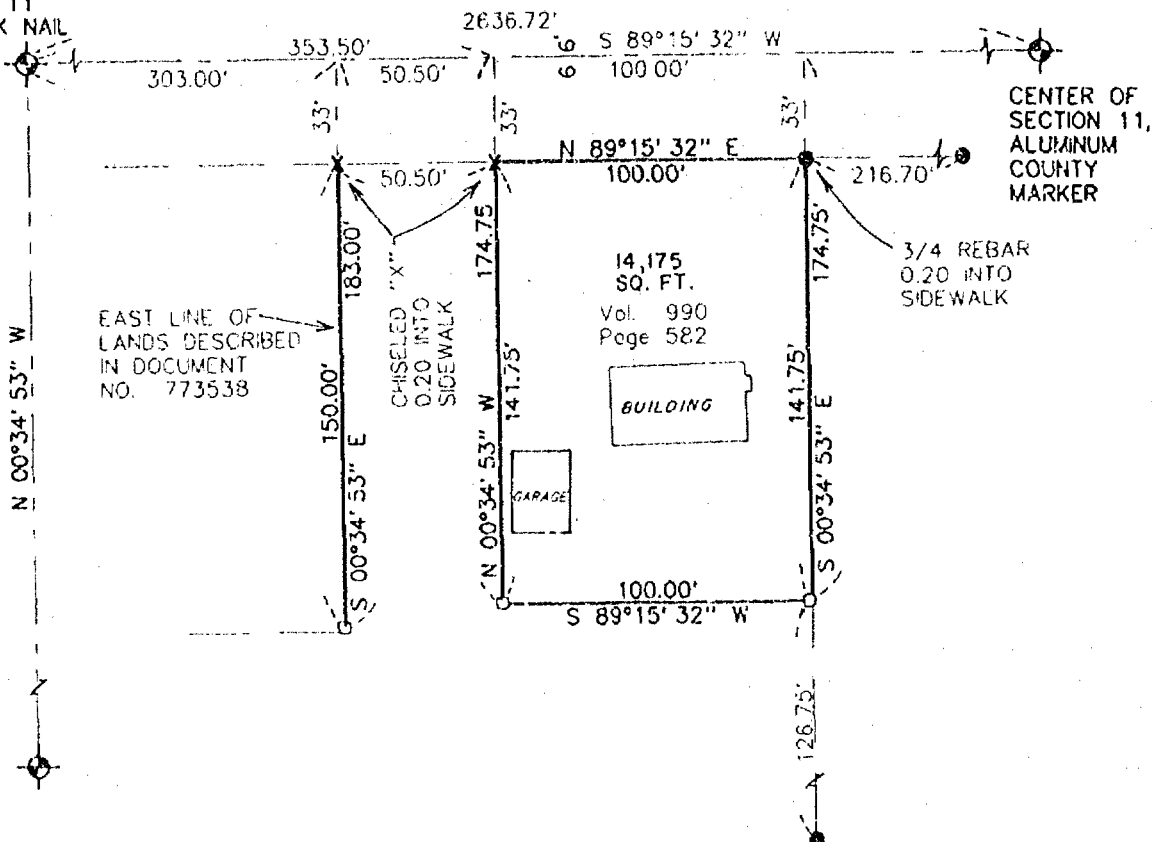 11
X NAIL
2636.72'
353.50'
S 89°15' 32" W
303.00'
50.50'
100.00'
CENTER OF
SECTION 11,
ALUMINUM
COUNTY
MARKER
33'
33'
33'
N 89°15' 32" E
50.50'
100.00'
216.70'
183.00'
174.75
174.75'
3/4 REBAR
0.20 INTO
SIDEWALK
14,175
SQ. FT.
Vol. 990
Page 582
EAST LINE OF
LANDS DESCRIBED
IN DOCUMENT
NO. 773538
CHISELED "X"
0.20 INTO
SIDEWALK
N 00°34' 53" W
150.00'
141.75'
141.75'
BUILDING
GARAGE
S 00°34' 53" E
N 00°34' 53" W
S 00°34' 53" E
100.00'
S 89°15' 32" W
126.75'